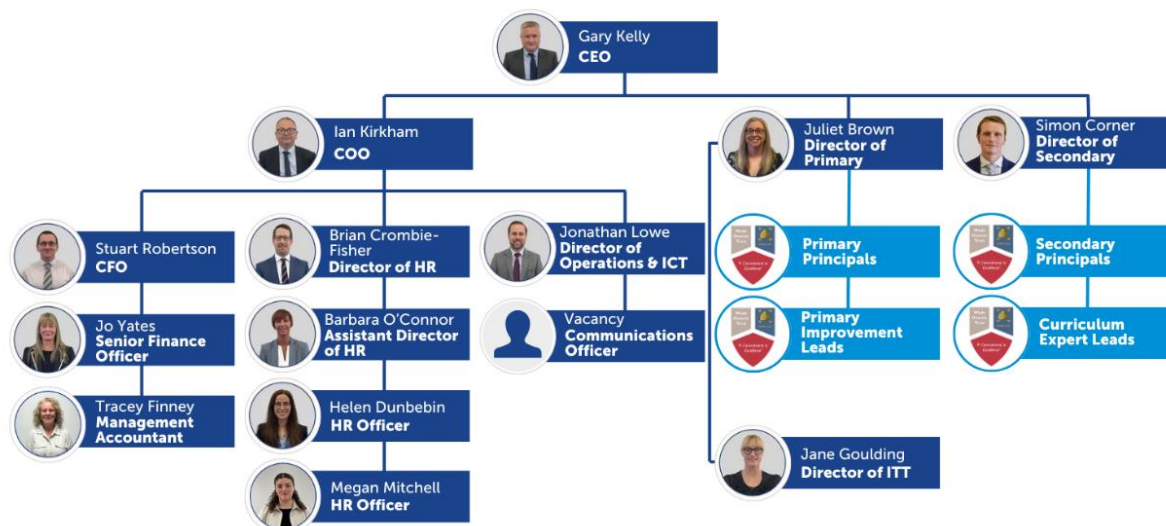 Gary Kelly
CEO
Ian Kirkham
COO
Juliet Brown
Director of
Primary
Simon Corner
Director of
Secondary
Stuart Robertson
CFO
Brian Crombie-
Fisher
Director of HR
Jonathan Lowe
Director of
Operations & ICT
Primary
Principals
Secondary
Principals
Jo Yates
Senior Finance
Officer
Barbara O’Connor
Assistant Director
of HR
Vacancy
Communications
Officer
Primary
Improvement
Leads
Curriculum
Expert Leads
Tracey Finney
Management
Accountant
Helen Dunbebin
HR Officer
Jane Goulding
Director of ITT
Megan Mitchell
HR Officer